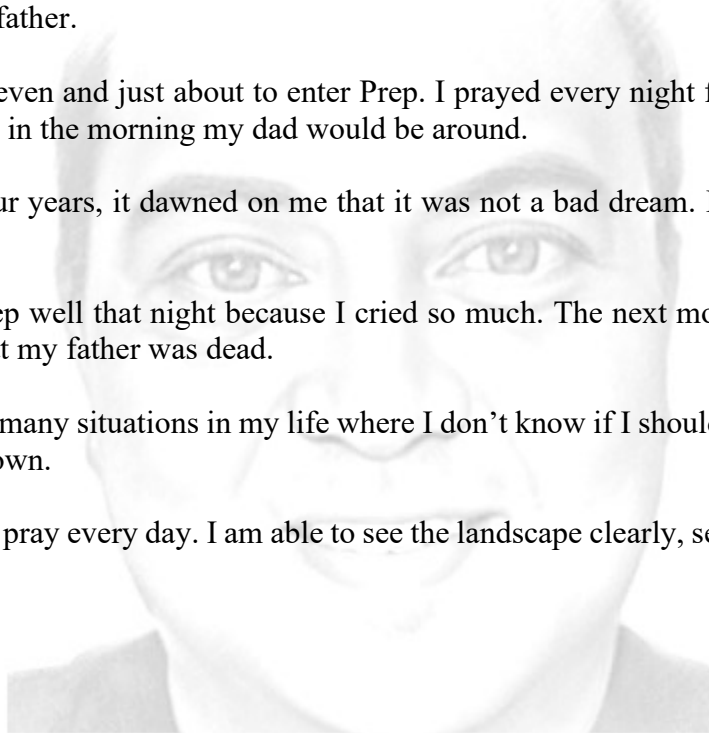 father.
even and just about to enter Prep. I prayed every night f
in the morning my dad would be around.
ur years, it dawned on me that it was not a bad dream. I
ep well that night because I cried so much. The next mo
t my father was dead.
many situations in my life where I don’t know if I shoul
own.
pray every day. I am able to see the landscape clearly, se